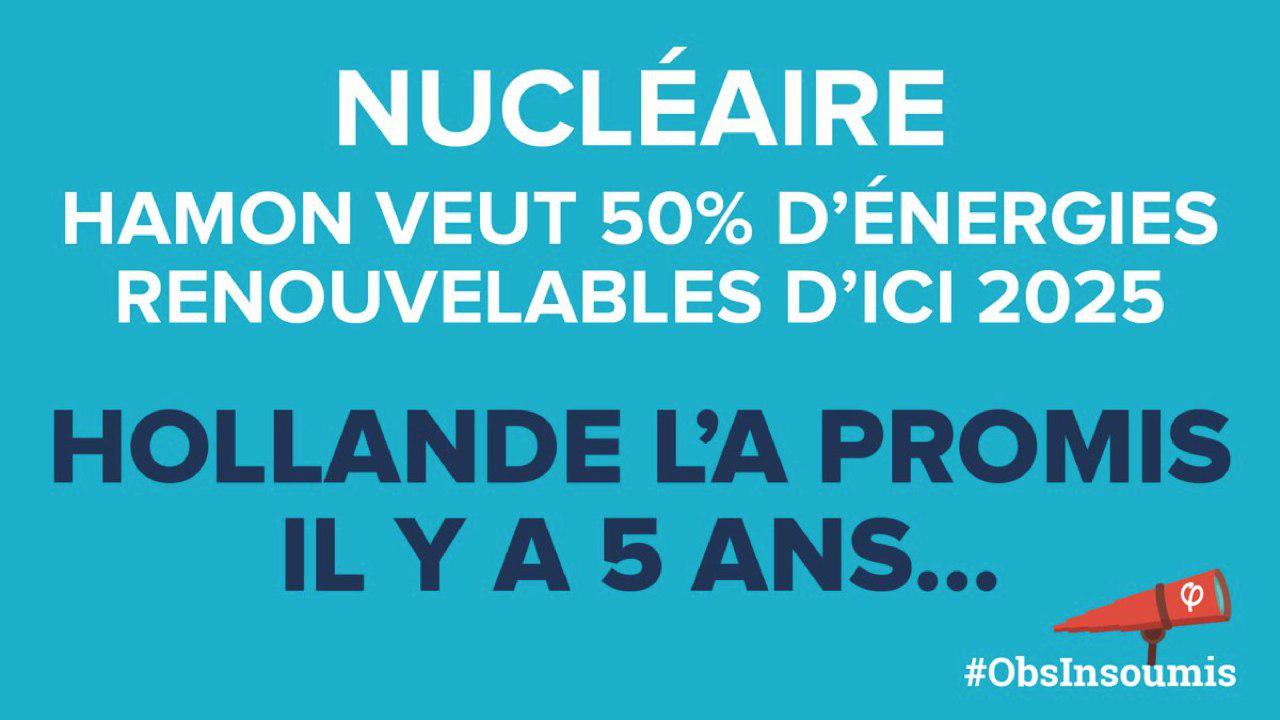 NUCLÉAIRE
HAMON VEUT 50% D’ÉNERGIES
RENOUVELABLES D’ICI 2025
HOLLANDE L’A PROMIS
IL Y A 5 ANS...
φ
#ObsInsoumis